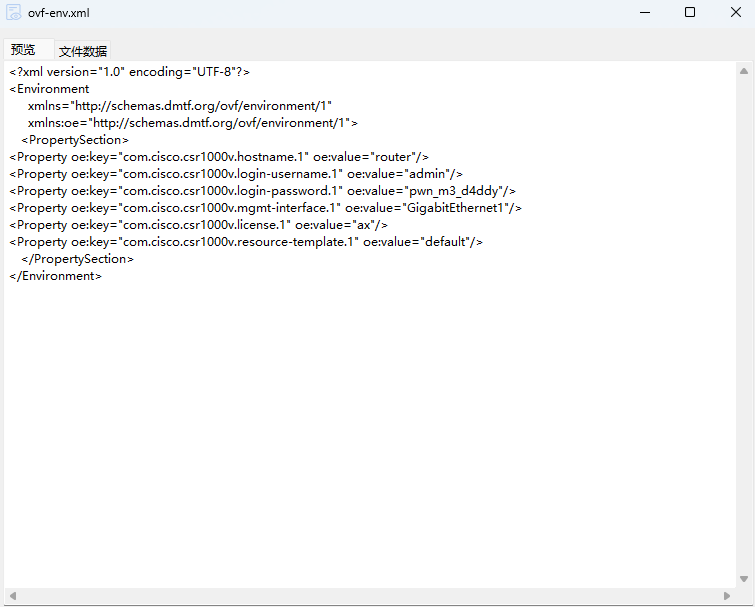 ovf-env.xml
预览 文件数据
<?xml version="1.0" encoding="UTF-8"?>
<Environment
xmlns="http://schemas.dmtf.org/ovf/environment/1"
xmlns:oe="http://schemas.dmtf.org/ovf/environment/1">
<PropertySection>
<Property oe:key="com.cisco.csr1000v.hostname.1" oe:value="router"/>
<Property oe:key="com.cisco.csr1000v.login-username.1" oe:value="admin"/>
<Property oe:key="com.cisco.csr1000v.login-password.1" oe:value="pwn_m3_d4ddy"/>
<Property oe:key="com.cisco.csr1000v.mgmt-interface.1" oe:value="GigabitEthernet1"/>
<Property oe:key="com.cisco.csr1000v.license.1" oe:value="ax"/>
<Property oe:key="com.cisco.csr1000v.resource-template.1" oe:value="default"/>
</PropertySection>
</Environment>